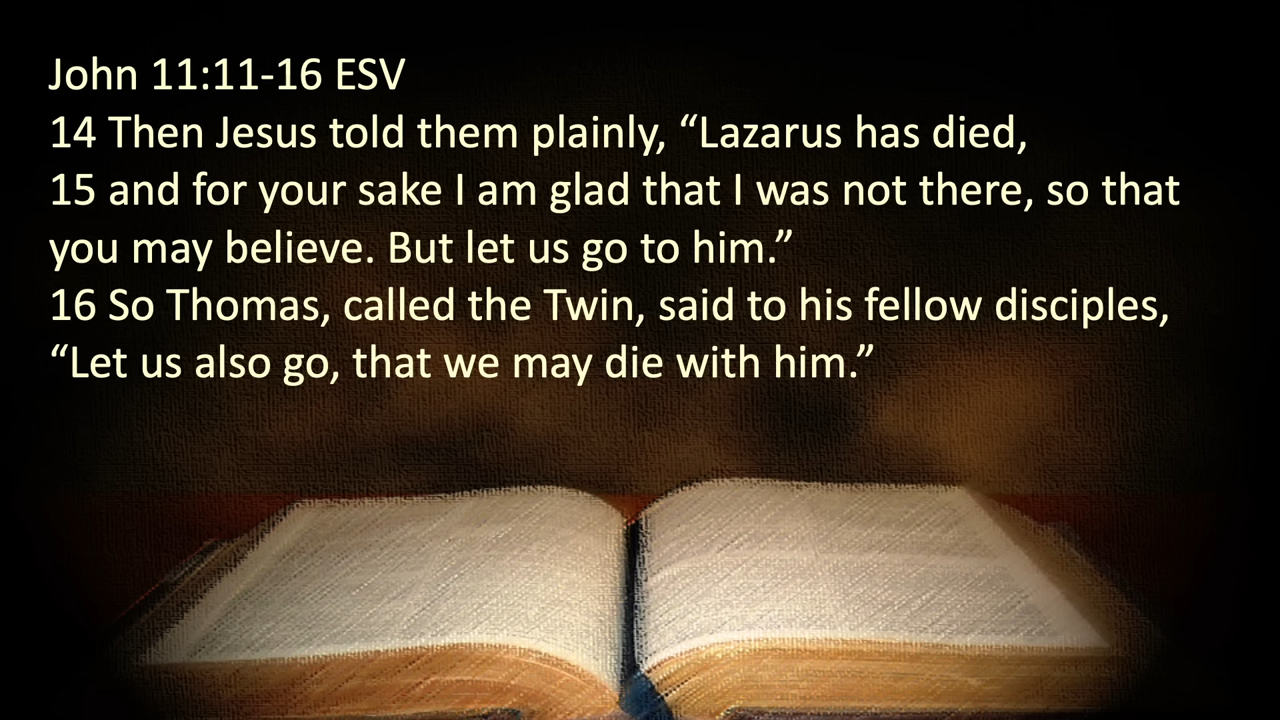 John 11:11-16 ESV
14 Then Jesus told them plainly, “Lazarus has died,
15 and for your sake I am glad that I was not there, so that
you may believe. But let us go to him.”
16 So Thomas, called the Twin, said to his fellow disciples,
“Let us also go, that we may die with him.”